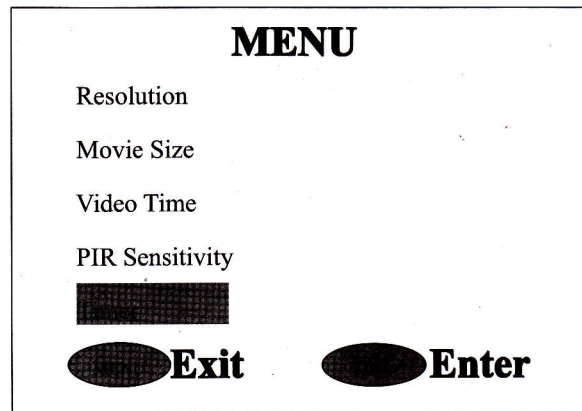 MENU
Resolution
Movie Size
Video Time
PIR Sensitivity
Exit
Enter